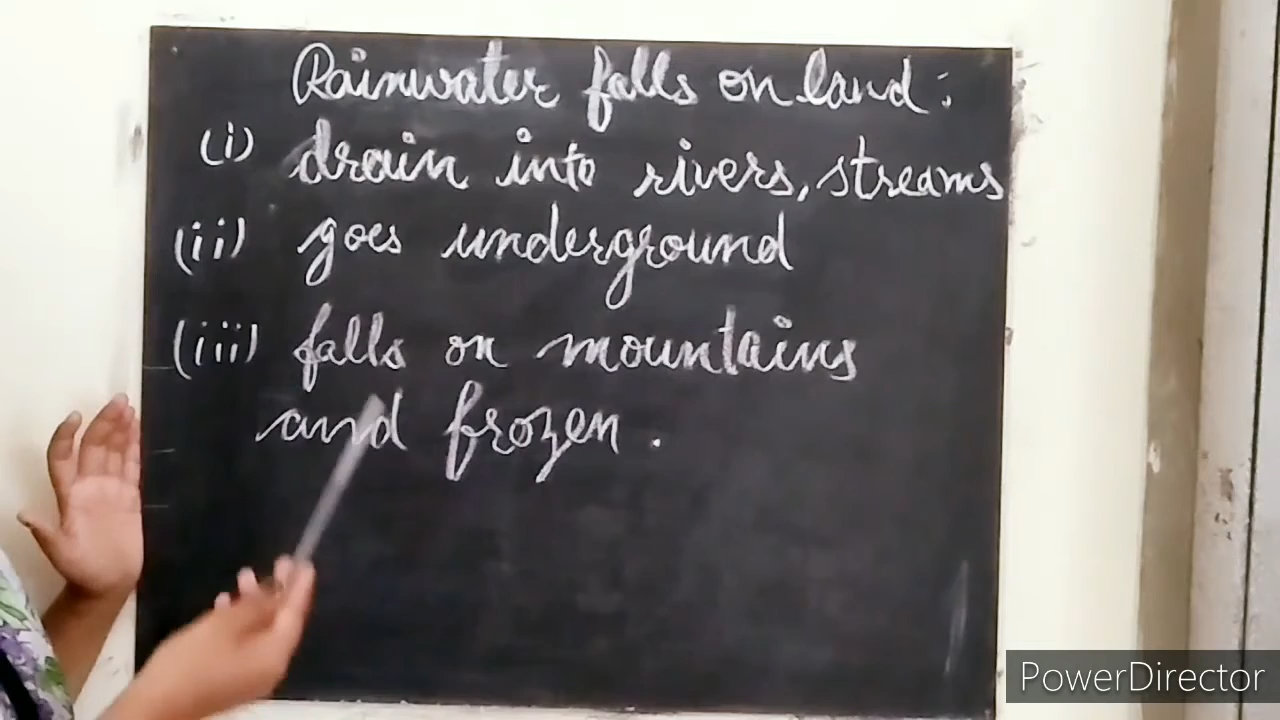 Rainwater falls on land:
(i) drain into rivers, streams
(ii) goes underground
(iii) falls on mountains
and frozen.
PowerDirector